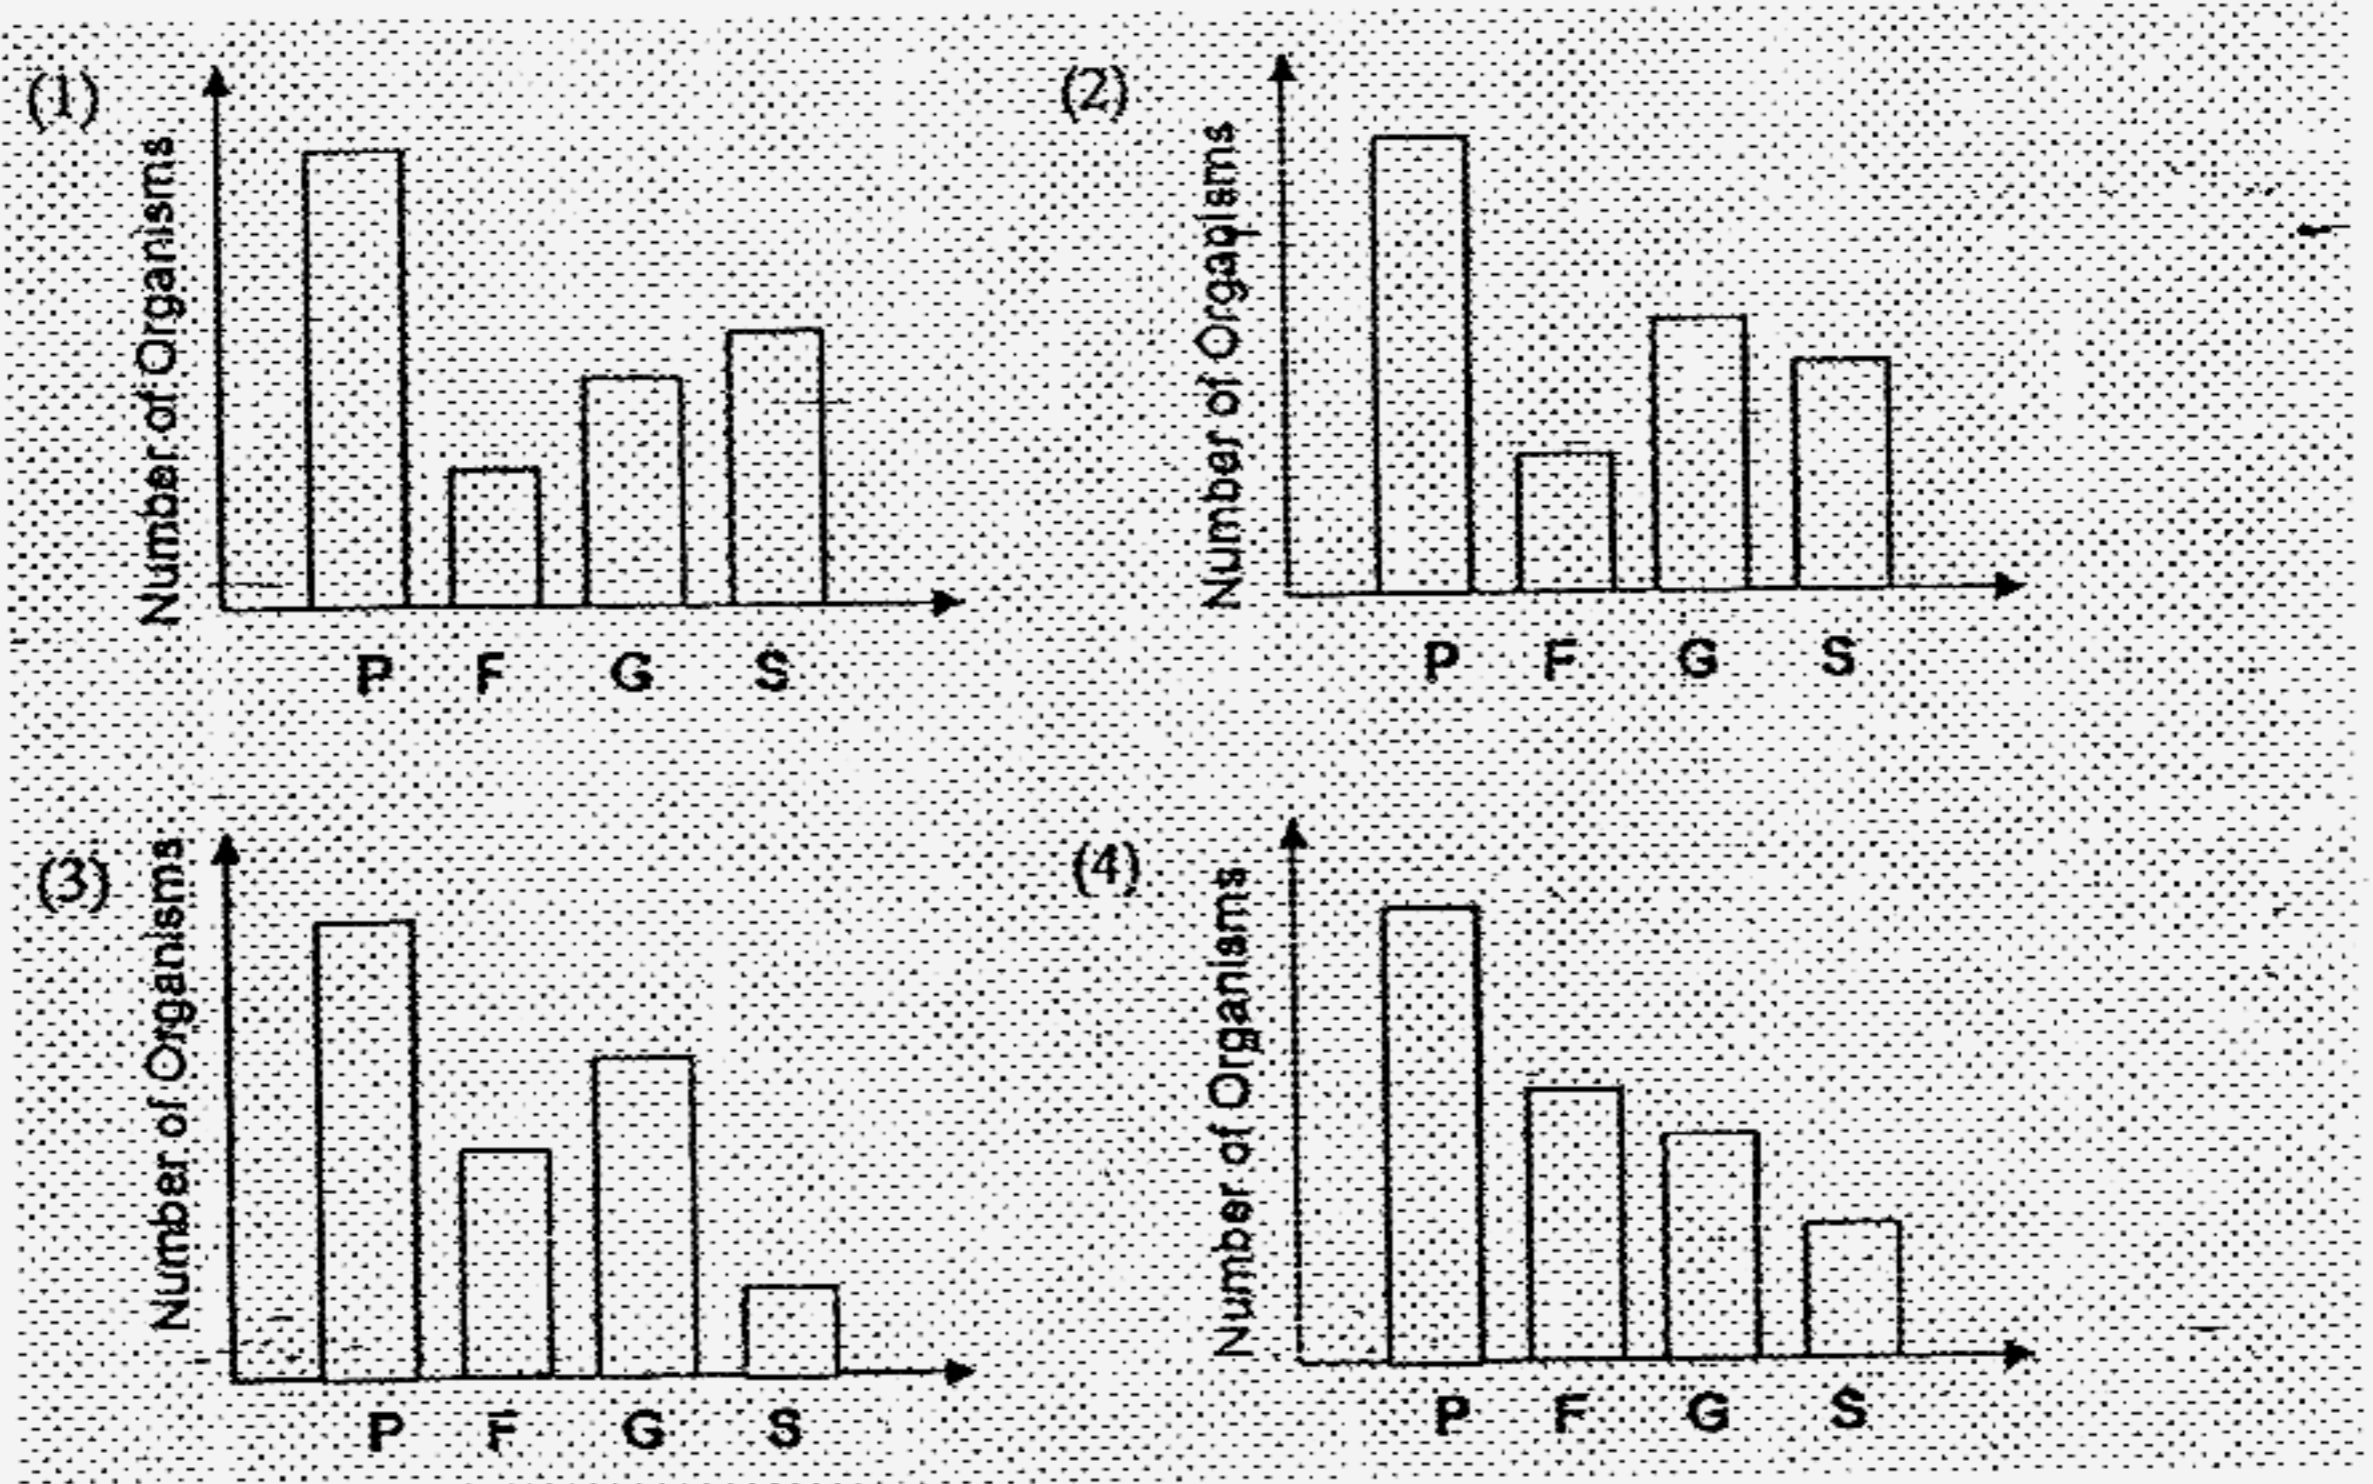 (1)
Number of Organisms
P F G S
(2)
Number of Organisms
P F G S
(3)
Number of Organisms
P F G S
(4)
Number of Organisms
P F G S